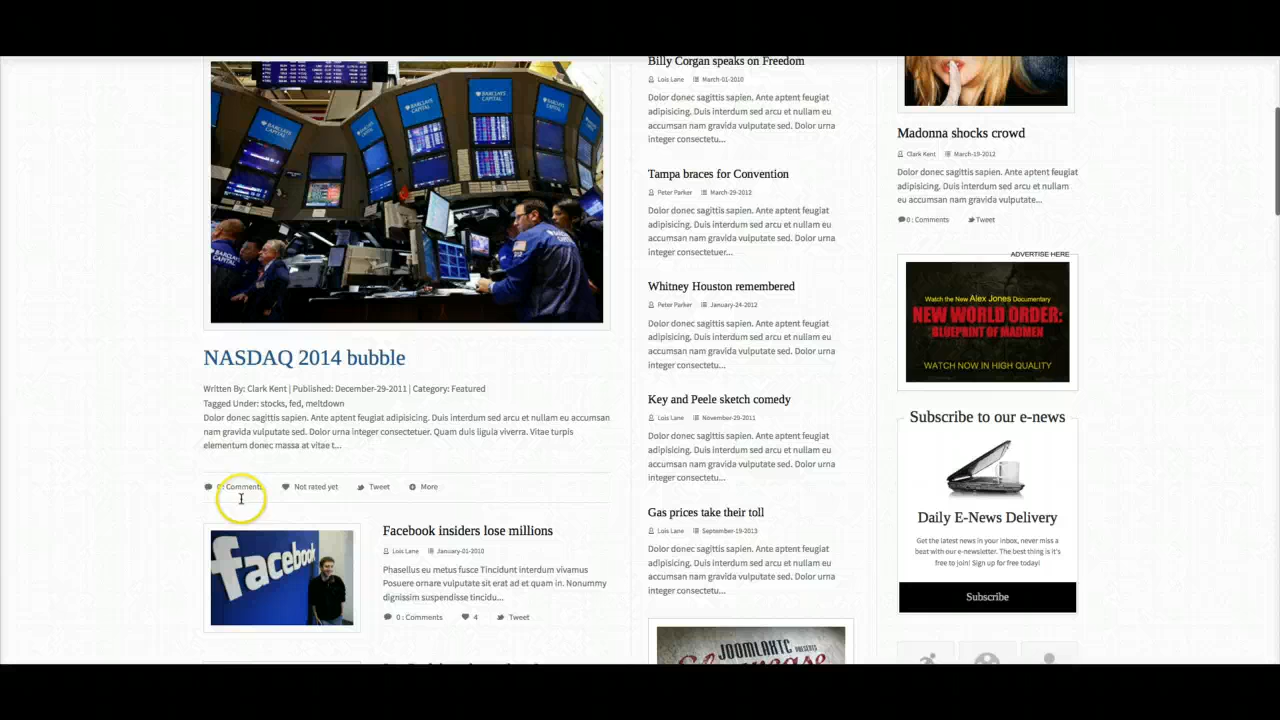 BARCLAYS
CAPITAL
BARCLAYS
CAPITAL
BARCLAYS
CAPITAL
BARCLAYS
CAPITAL
NASDAQ 2014 bubble
Written By: Clark Kent | Published: December-29-2011 | Category: Featured
Tagged Under: stocks, fed, meltdown
Dolor donec sagittis sapien. Ante aptent feugiat adipisicing. Duis interdum sed arcu et nullam eu accumsan
nam gravida vulputate sed. Dolor urna integer consectetuer. Quam duis ligula viverra. Vitae turpis
elementum donec massa at vitae t...
0 : Comments Not rated yet Tweet More
facebook
Facebook insiders lose millions
Lois Lane January-01-2010
Phasellus eu metus fusce Tincidunt interdum vivamus
Posuere ornare vulputate sit erat ad et quam in. Nonummy
dignissim suspendisse tincidu...
0 : Comments 4 Tweet
Billy Corgan speaks on Freedom
Lois Lane March-01-2010
Dolor donec sagittis sapien. Ante aptent feugiat
adipisicing. Duis interdum sed arcu et nullam eu
accumsan nam gravida vulputate sed. Dolor urna
integer consectetu...
Tampa braces for Convention
Peter Parker March-29-2012
Dolor donec sagittis sapien. Ante aptent feugiat
adipisicing. Duis interdum sed arcu et nullam eu
accumsan nam gravida vulputate sed. Dolor urna
integer consectetuer...
Whitney Houston remembered
Peter Parker January-24-2012
Dolor donec sagittis sapien. Ante aptent feugiat
adipisicing. Duis interdum sed arcu et nullam eu
accumsan nam gravida vulputate sed. Dolor urna
integer consectetu...
Key and Peele sketch comedy
Lois Lane November-29-2011
Dolor donec sagittis sapien. Ante aptent feugiat
adipisicing. Duis interdum sed arcu et nullam eu
accumsan nam gravida vulputate sed. Dolor urna
integer consectetu...
Gas prices take their toll
Lois Lane September-19-2013
Dolor donec sagittis sapien. Ante aptent feugiat
adipisicing. Duis interdum sed arcu et nullam eu
accumsan nam gravida vulputate sed. Dolor urna
integer consectetu...
JOOMLAXTC PRESENTS
Showcase
Madonna shocks crowd
Clark Kent March-19-2012
Dolor donec sagittis sapien. Ante aptent feugiat
adipisicing. Duis interdum sed arcu et nullam
eu accumsan nam gravida vulputate...
0 : Comments Tweet
ADVERTISE HERE
Watch the New Alex Jones Documentary
NEW WORLD ORDER:
BLUEPRINT OF MADMEN
WATCH NOW IN HIGH QUALITY
Subscribe to our e-news
Daily E-News Delivery
Get the latest news in your inbox, never miss a
beat with our e-newsletter. The best thing is it's
free to join! Sign up for free today!
Subscribe